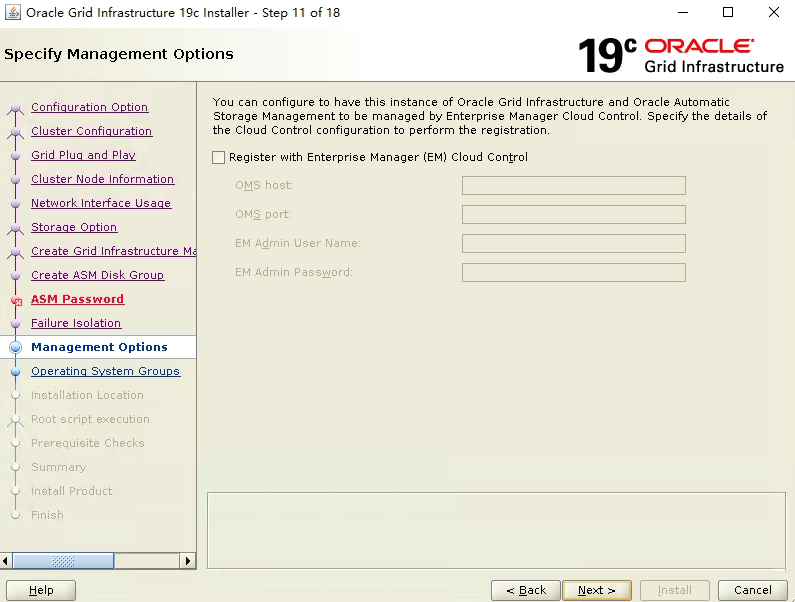 Oracle Grid Infrastructure 19c Installer - Step 11 of 18
Specify Management Options
19c ORACLE
Grid Infrastructure
Configuration Option
Cluster Configuration
Grid Plug and Play
Cluster Node Information
Network Interface Usage
Storage Option
Create Grid Infrastructure Ma
Create ASM Disk Group
ASM Password
Failure Isolation
Management Options
Operating System Groups
Installation Location
Root script execution
Prerequisite Checks
Summary
Install Product
Finish
You can configure to have this instance of Oracle Grid Infrastructure and Oracle Automatic
Storage Management to be managed by Enterprise Manager Cloud Control. Specify the details of
the Cloud Control configuration to perform the registration.
Register with Enterprise Manager (EM) Cloud Control
OMS host:
OMS port:
EM Admin User Name:
EM Admin Password:
Help
< Back
Next >
Install
Cancel